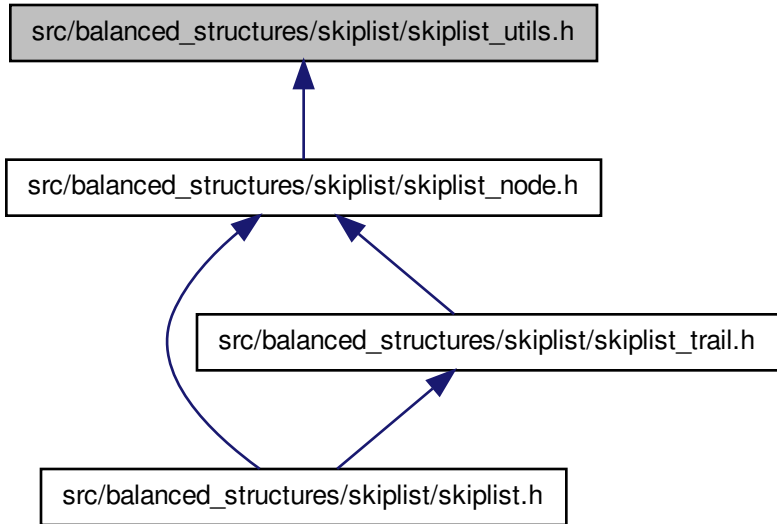 src/balanced_structures/skiplist/skiplist_utils.h
src/balanced_structures/skiplist/skiplist_node.h
src/balanced_structures/skiplist/skiplist_trail.h
src/balanced_structures/skiplist/skiplist.h